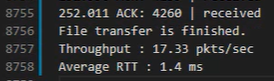 8755 252.011 ACK: 4260 | received
8756 File transfer is finished.
8757 Throughput : 17.33 pkts/sec
8758 Average RTT : 1.4 ms